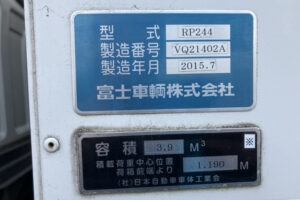 型式 RP244
製造番号 VQ21402A
製造年月 2015.7
富士車輌株式会社
容積 3.9 M³
※
積載荷重中心位置
荷箱前端より 1.190 M
(社)日本自動車車体工業会